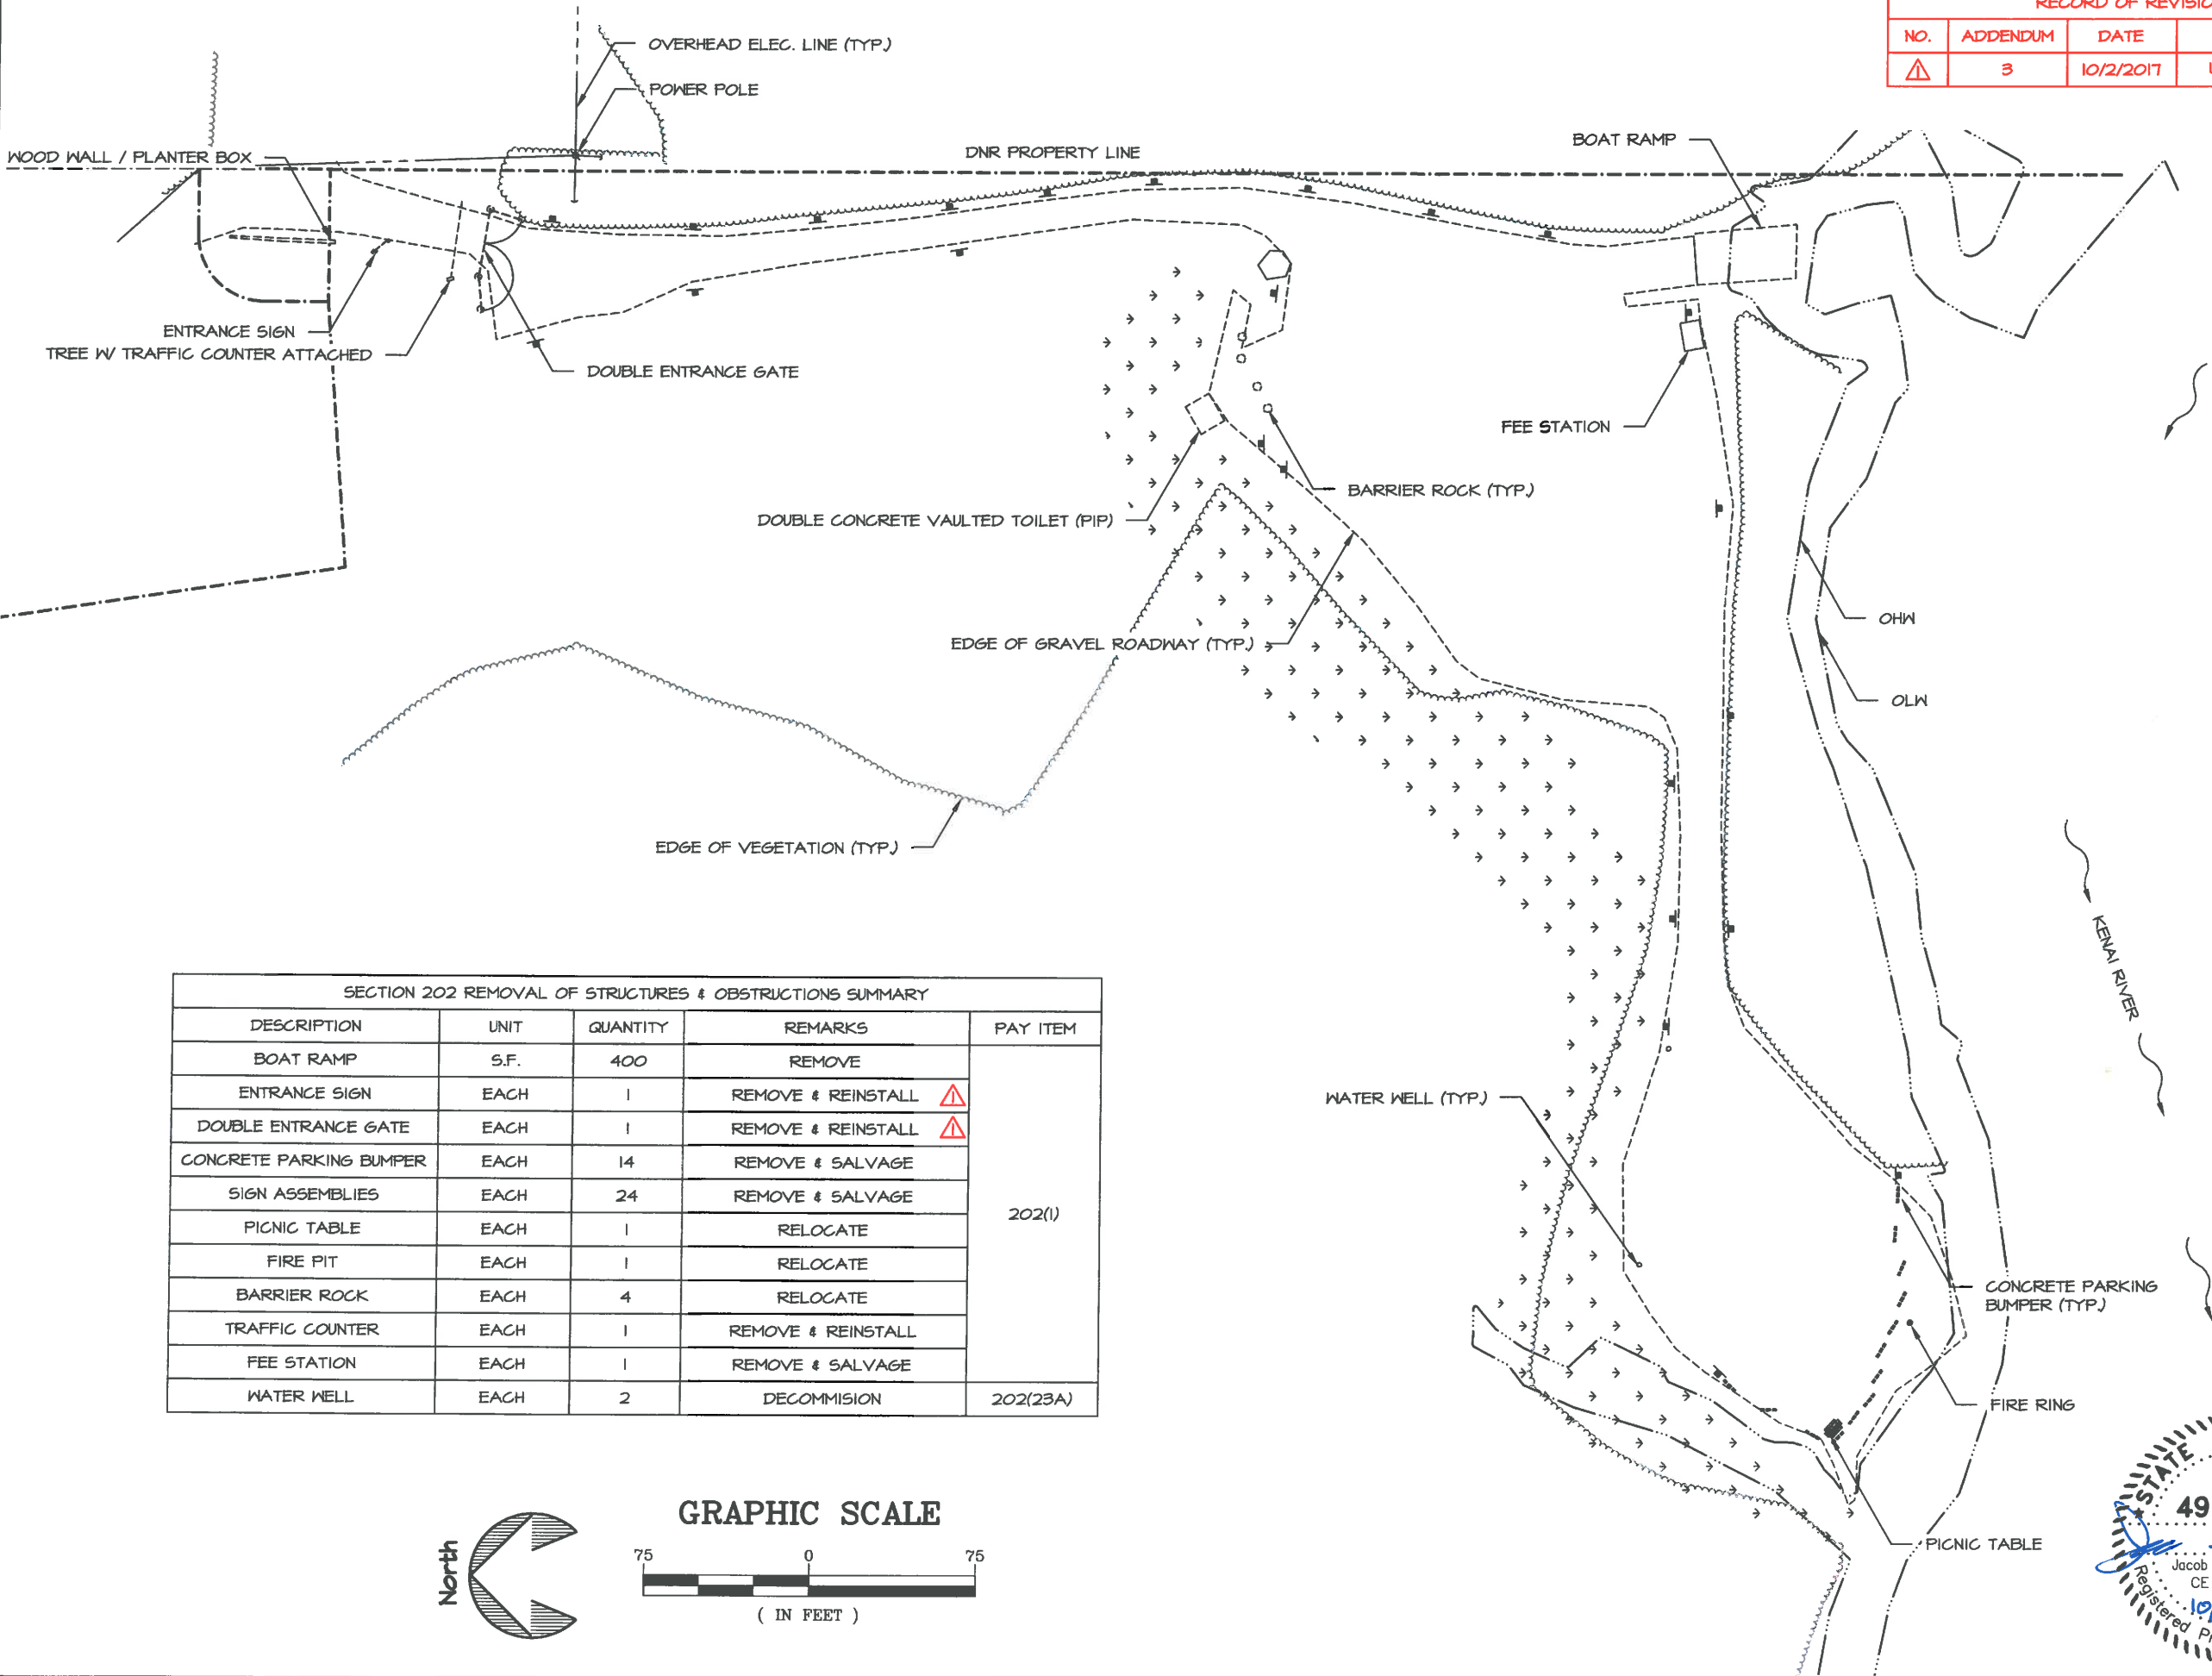 RECORD OF
NO. ADDENDUM DATE
1 3 10/2/2017
OVERHEAD ELEC. LINE (TYP.)
POWER POLE
WOOD WALL / PLANTER BOX
DNR PROPERTY LINE
BOAT RAMP
ENTRANCE SIGN
TREE W/ TRAFFIC COUNTER ATTACHED
DOUBLE ENTRANCE GATE
FEE STATION
BARRIER ROCK (TYP.)
DOUBLE CONCRETE VAULTED TOILET (PIP)
EDGE OF GRAVEL ROADWAY (TYP.)
OHW
OLW
EDGE OF VEGETATION (TYP.)
KENAI RIVER
SECTION 202 REMOVAL OF STRUCTURES & OBSTRUCTIONS SUMMARY
DESCRIPTION UNIT QUANTITY REMARKS PAY ITEM
BOAT RAMP S.F. 400 REMOVE
ENTRANCE SIGN EACH 1 REMOVE & REINSTALL 1
DOUBLE ENTRANCE GATE EACH 1 REMOVE & REINSTALL 1
CONCRETE PARKING BUMPER EACH 14 REMOVE & SALVAGE
SIGN ASSEMBLIES EACH 24 REMOVE & SALVAGE
202(1)
PICNIC TABLE EACH 1 RELOCATE
FIRE PIT EACH 1 RELOCATE
BARRIER ROCK EACH 4 RELOCATE
TRAFFIC COUNTER EACH 1 REMOVE & REINSTALL
FEE STATION EACH 1 REMOVE & SALVAGE
WATER WELL EACH 2 DECOMMISION 202(23A)
WATER WELL (TYP.)
CONCRETE PARKING
BUMPER (TYP.)
FIRE RING
PICNIC TABLE
North
GRAPHIC SCALE
75 0 75
( IN FEET )
STATE
49
Jacob
CE
Registered